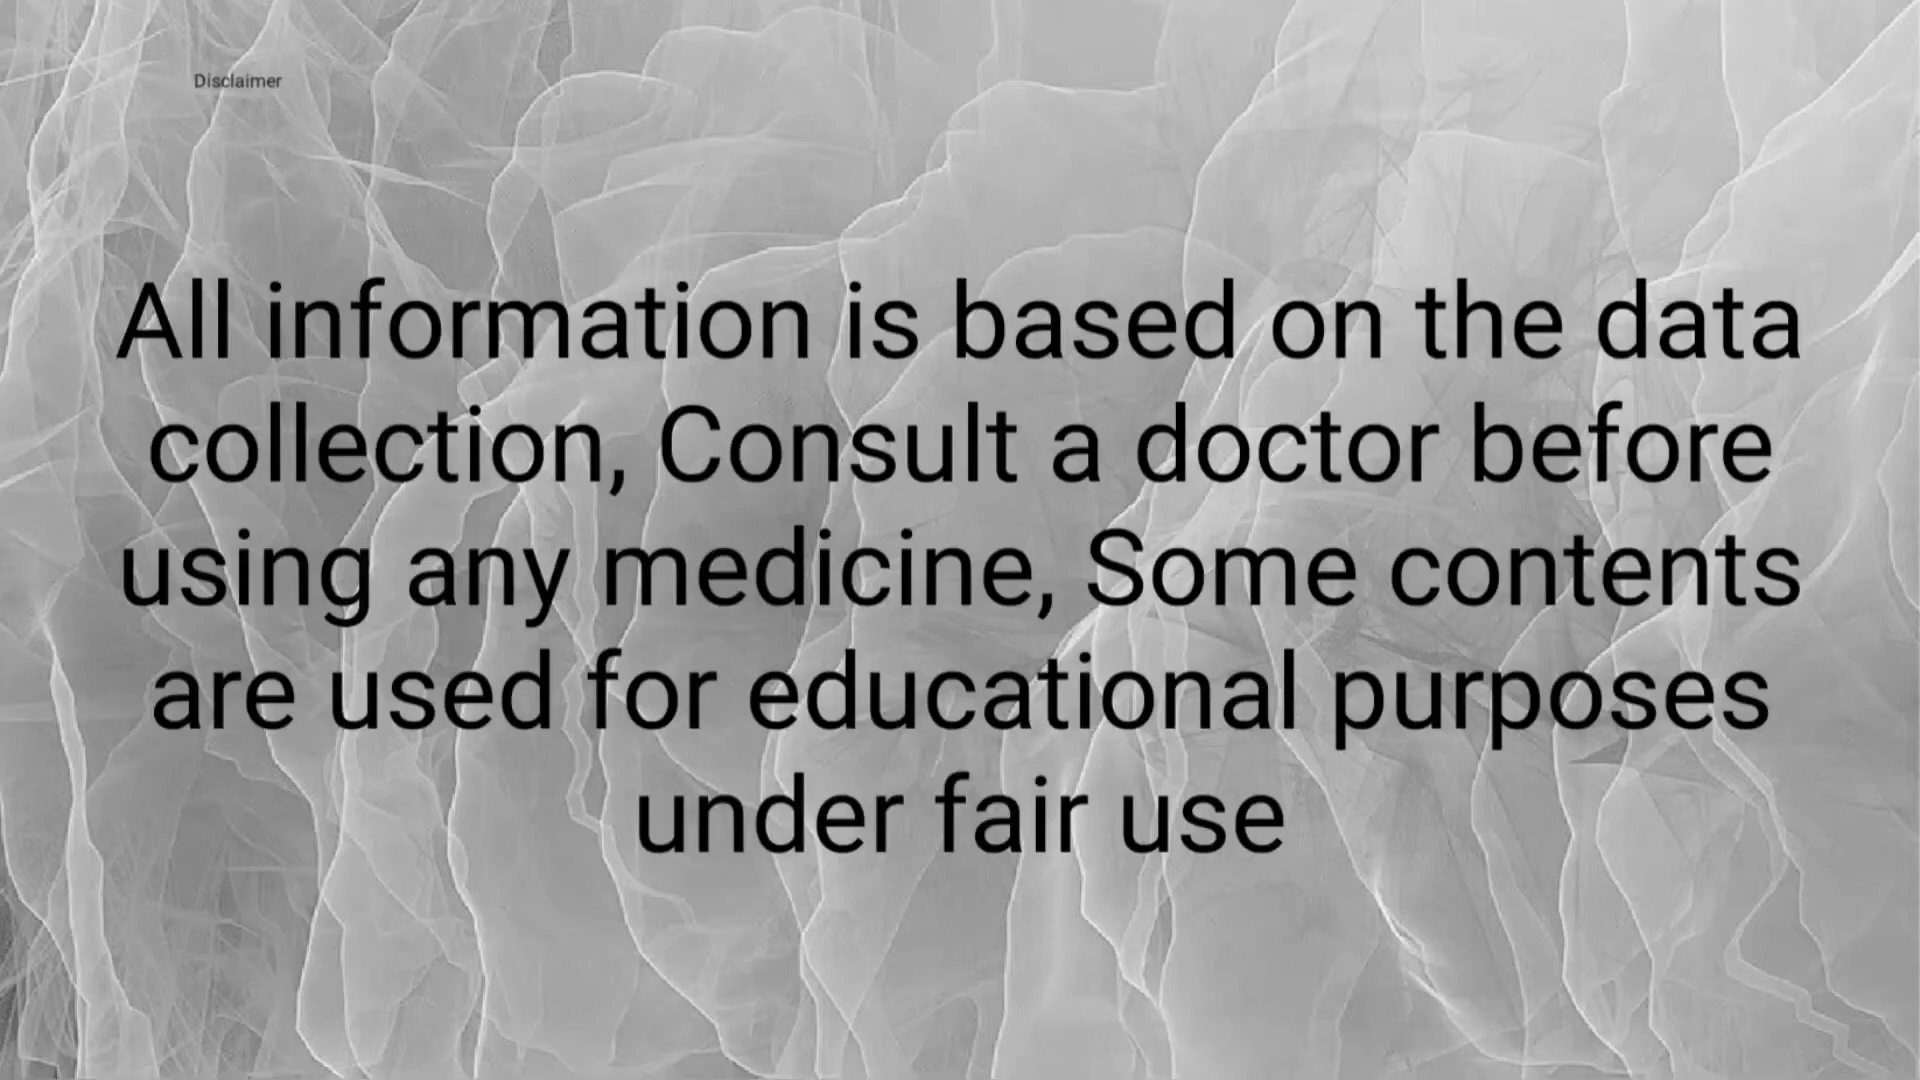 Disclaimer
All information is based on the data
collection, Consult a doctor before
using any medicine, Some contents
are used for educational purposes
under fair use